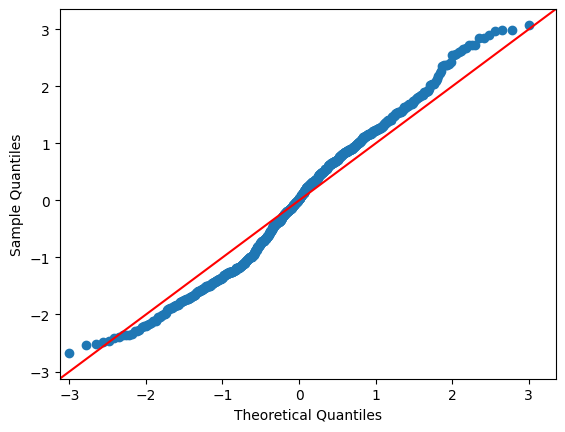 3
2
1
0
−1
−2
−3
Sample Quantiles
−3 −2 −1 0 1 2 3
Theoretical Quantiles